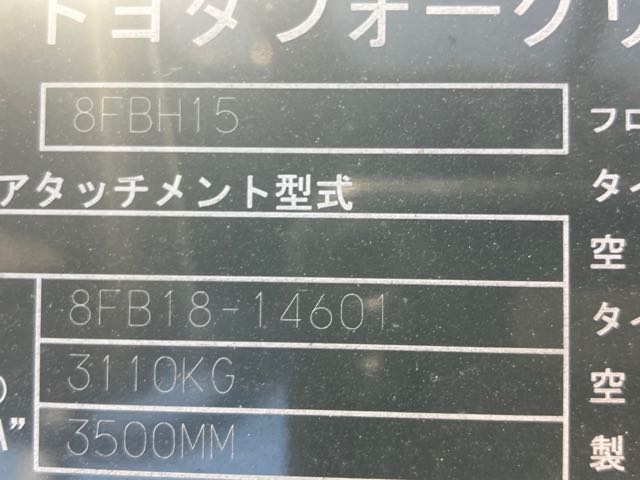 トヨタフォークリ
8FBH15
フロ
アタッチメント型式
タイ
空
8FB18-14601
タイ
3110KG
空
A"
3500MM
製